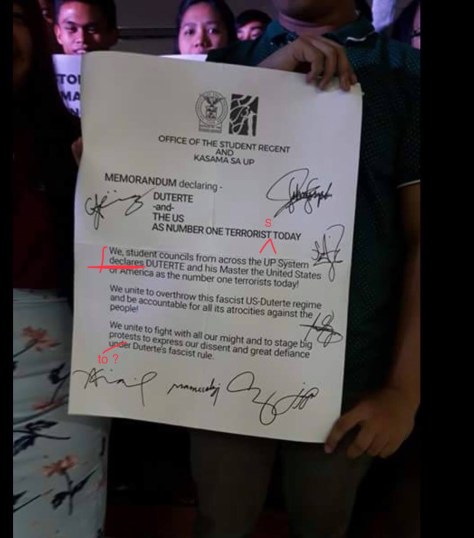 TO
MA
OFFICE OF THE STUDENT REGENT
AND
KASAMA SA UP
MEMORANDUM declaring -
DUTERTE
-and-
THE US
S
AS NUMBER ONE TERRORIST TODAY
We, student councils from across the UP System
declares DUTERTE and his Master the United States
of America as the number one terrorists today!
We unite to overthrow this fascist US-Duterte regime
and be accountable for all its atrocities against the
people!
We unite to fight with all our might and to stage big
protests to express our dissent and great defiance
under Duterte's fascist rule.
to ?